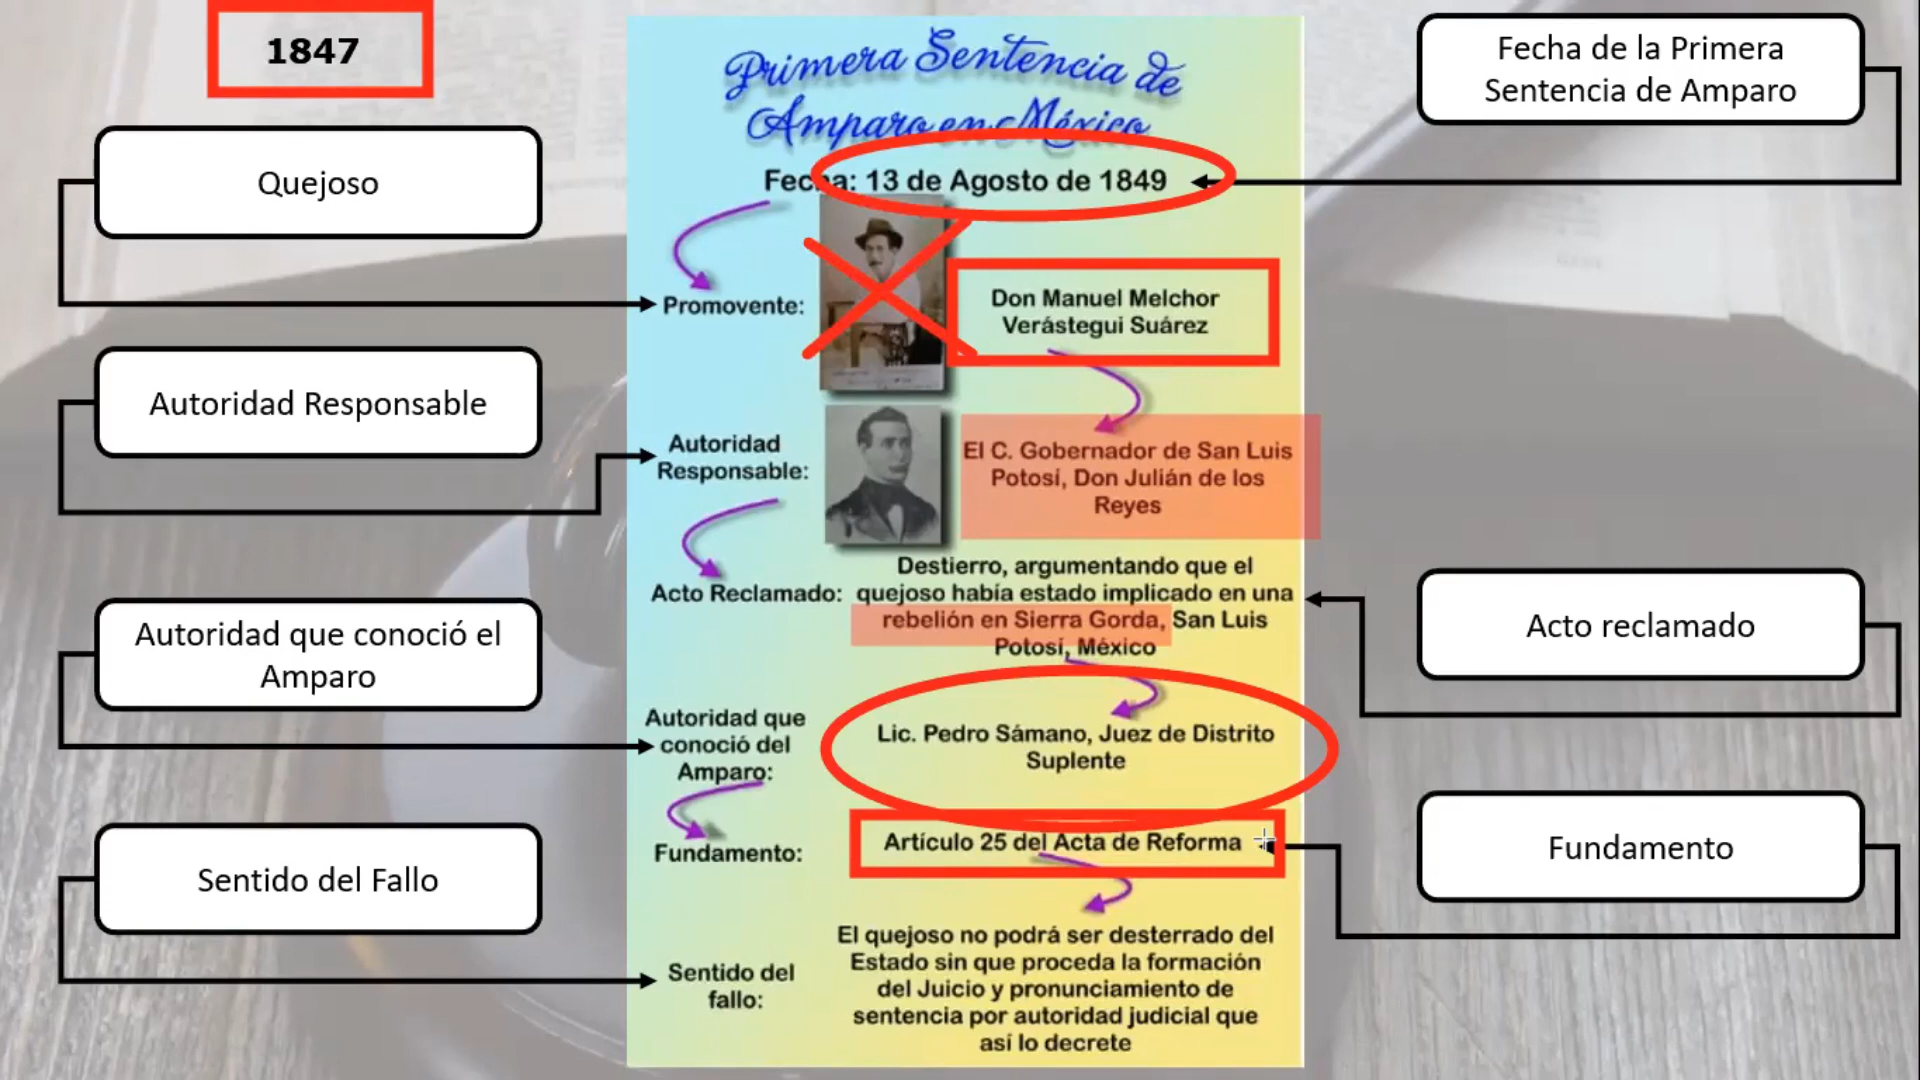 1847
Quejoso
Autoridad Responsable
Autoridad que conoció el
Amparo
Sentido del Fallo
Primera Sentencia de
Amparo en México
Fecha: 13 de Agosto de 1849
Promovente:
Don Manuel Melchor
Verástegui Suárez
Autoridad
Responsable:
El C. Gobernador de San Luis
Potosí, Don Julián de los
Reyes
Acto Reclamado:
Destierro, argumentando que el
quejoso había estado implicado en una
rebelión en Sierra Gorda, San Luis
Potosí, México
Autoridad que
conoció del
Amparo:
Lic. Pedro Sámano, Juez de Distrito
Suplente
Fundamento:
Artículo 25 del Acta de Reforma
Sentido del
fallo:
El quejoso no podrá ser desterrado del
Estado sin que proceda la formación
del Juicio y pronunciamiento de
sentencia por autoridad judicial que
así lo decrete
Fecha de la Primera
Sentencia de Amparo
Acto reclamado
Fundamento